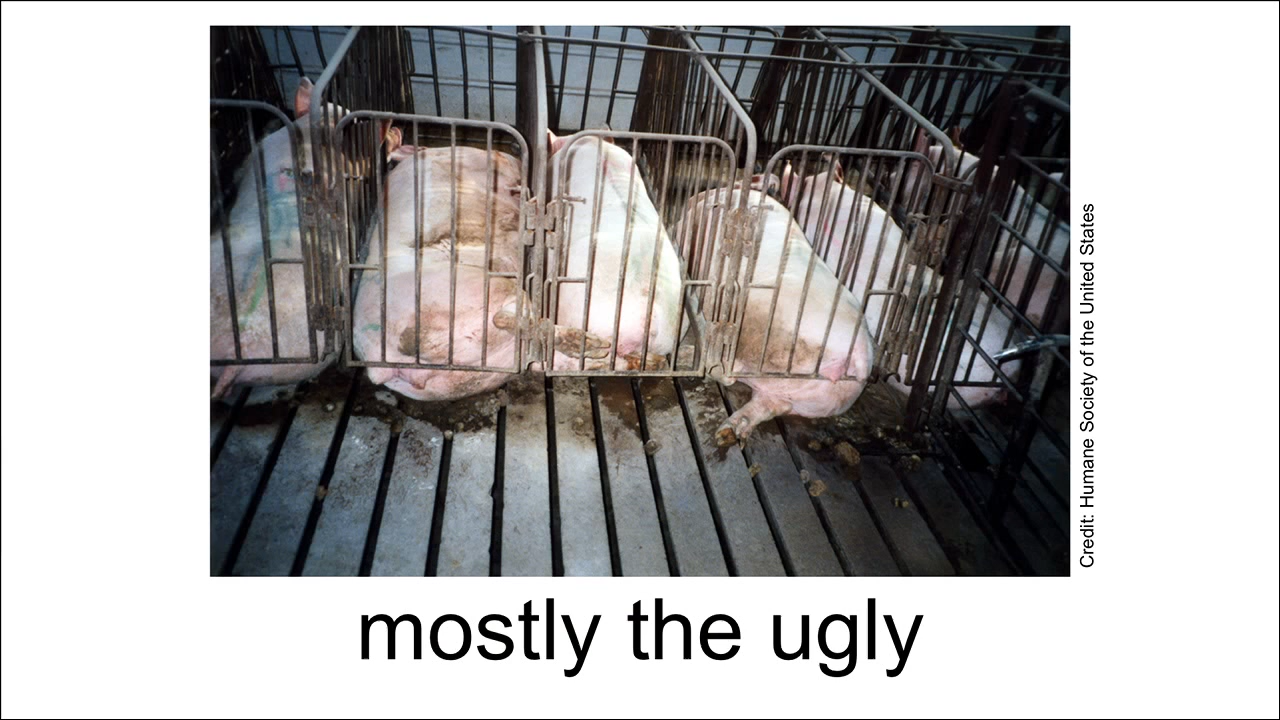 Credit: Humane Society of the United States
mostly the ugly